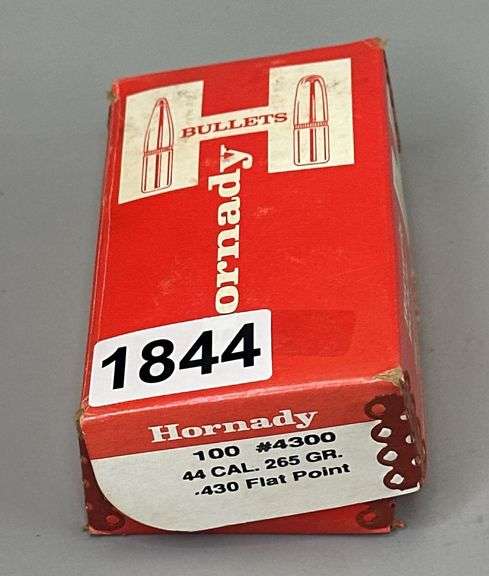 BULLETS
Hornady
1844
Hornady
100 #4300
44 CAL. 265 GR.
.430 Flat Point